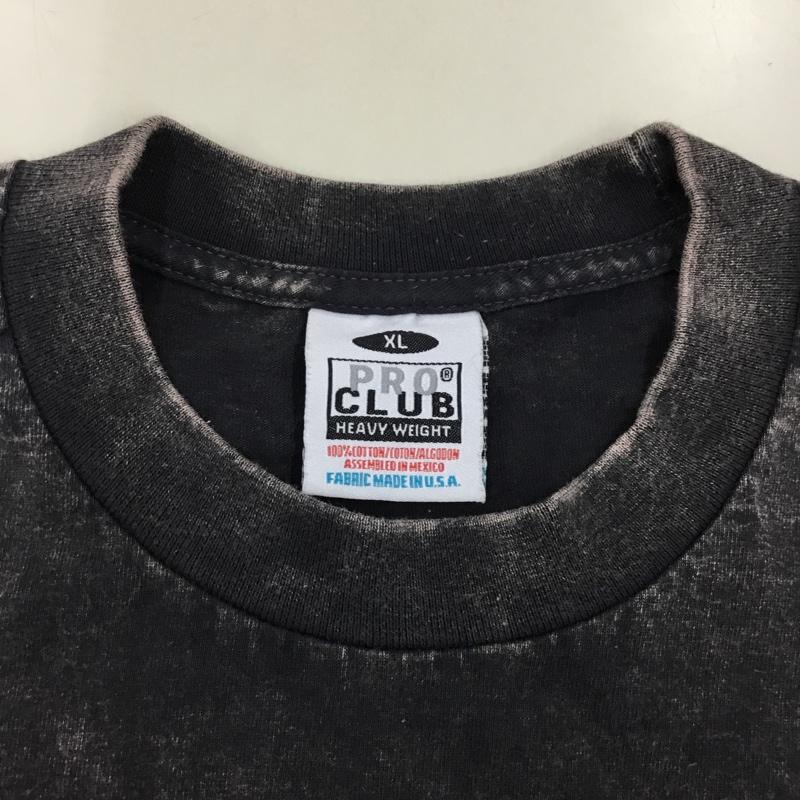 XL
PRO®
CLUB
HEAVY WEIGHT
100%COTTON/COTON/ALGODON
ASSEMBLED IN MEXICO
FABRIC MADE IN U.S.A.